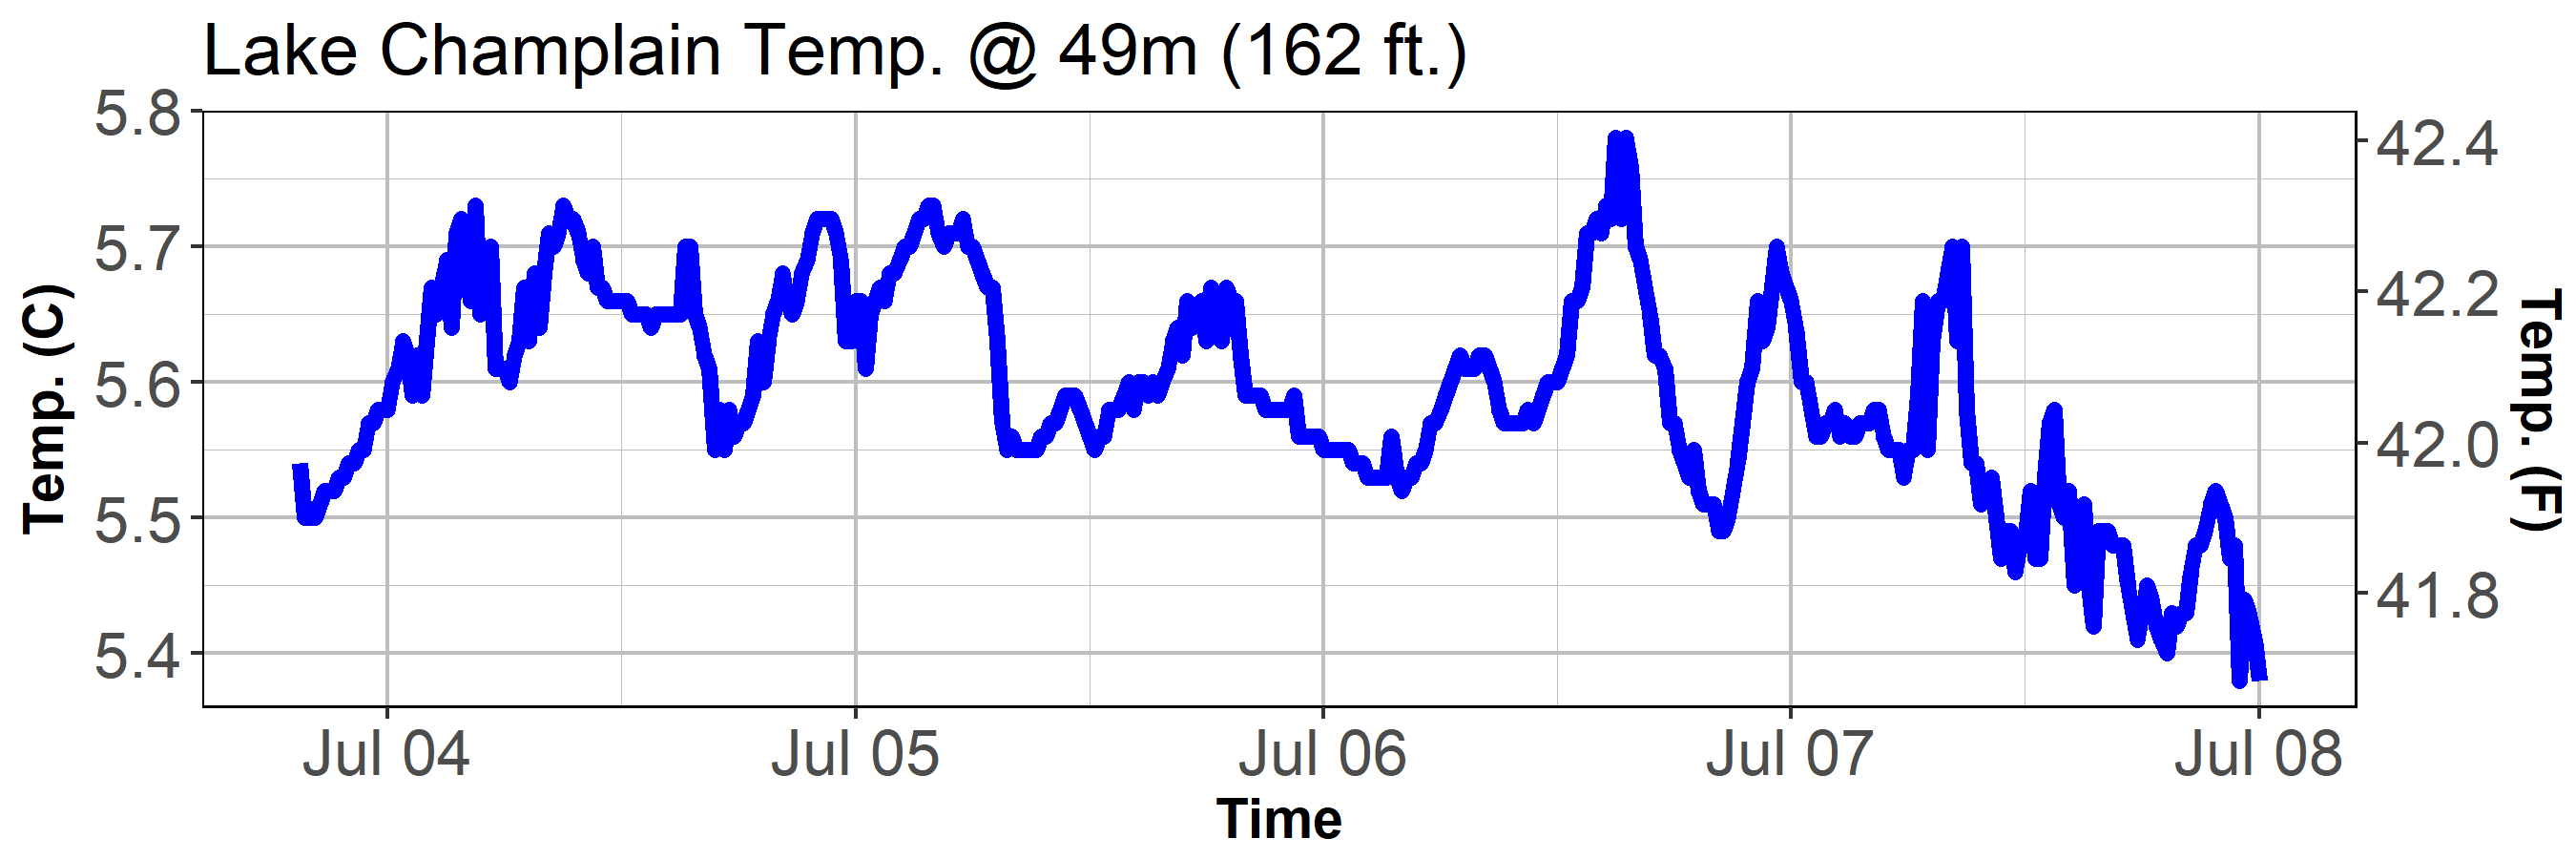 Lake Champlain Temp. @ 49m (162 ft.)
5.8
5.7
5.6
5.5
5.4
Temp. (C)
42.4
42.2
42.0
41.8
Temp. (F)
Jul 04
Jul 05
Jul 06
Jul 07
Jul 08
Time